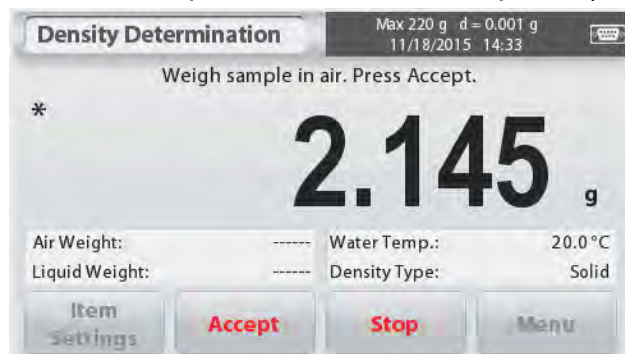 Density Determination
Max 220 g d = 0.001 g
11/18/2015 14:33
Weigh sample in air. Press Accept.
*
2.145 g
Air Weight: ------ Water Temp.: 20.0°C
Liquid Weight: ------ Density Type: Solid
Item Settings Accept Stop Menu